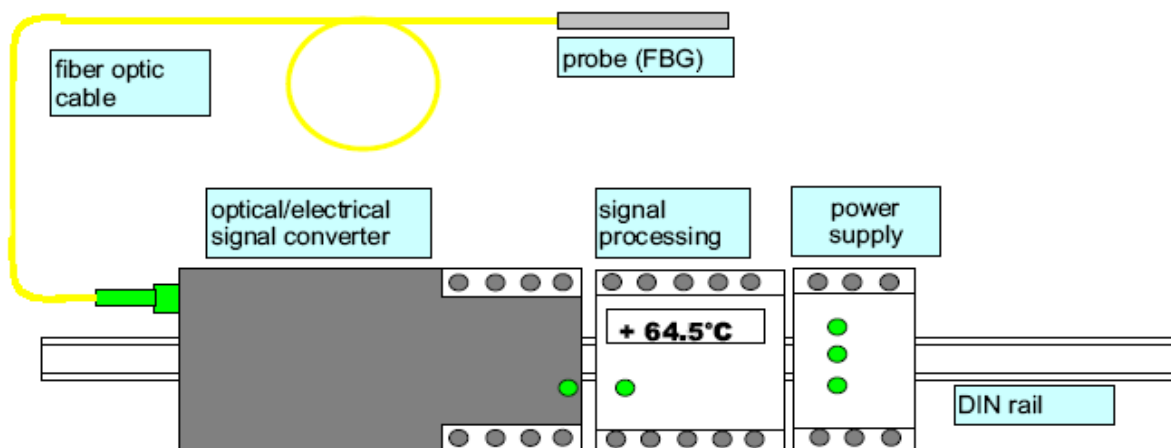 fiber optic
cable
probe (FBG)
optical/electrical
signal converter
signal
processing
power
supply
+ 64.5°C
DIN rail